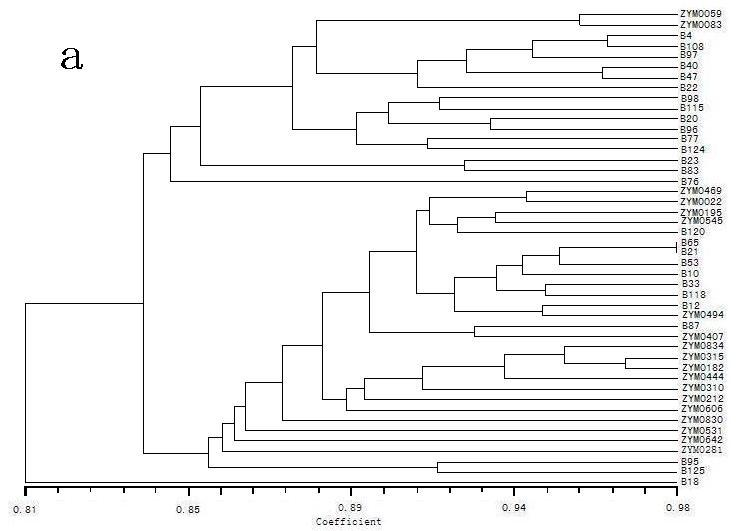 a
ZYM0059
ZYM0083
B4
B108
B97
B40
B47
B22
B98
B115
B20
B96
B77
B124
B23
B83
B76
ZYM0469
ZYM0022
ZYM0195
ZYM0545
B120
B65
B21
B53
B10
B33
B118
B12
ZYM0494
B87
ZYM0407
ZYM0834
ZYM0315
ZYM0182
ZYM0444
ZYM0310
ZYM0212
ZYM0606
ZYM0830
ZYM0531
ZYM0642
ZYM0281
B95
B125
B18
0.81 0.85 0.89 0.94 0.98
Coefficient